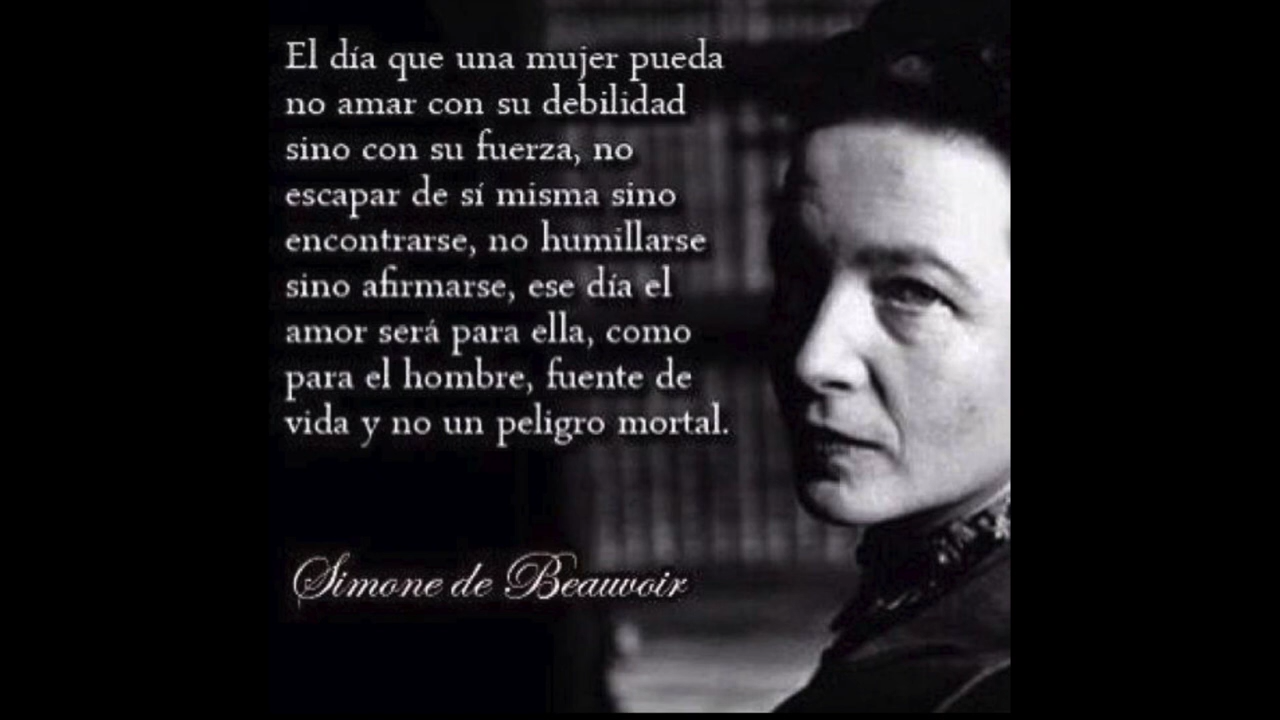 El día que una mujer pueda
no amar con su debilidad
sino con su fuerza, no
escapar de sí misma sino
encontrarse, no humillarse
sino afirmarse, ese día el
amor será para ella, como
para el hombre, fuente de
vida y no un peligro mortal.
Simone de Beauvoir